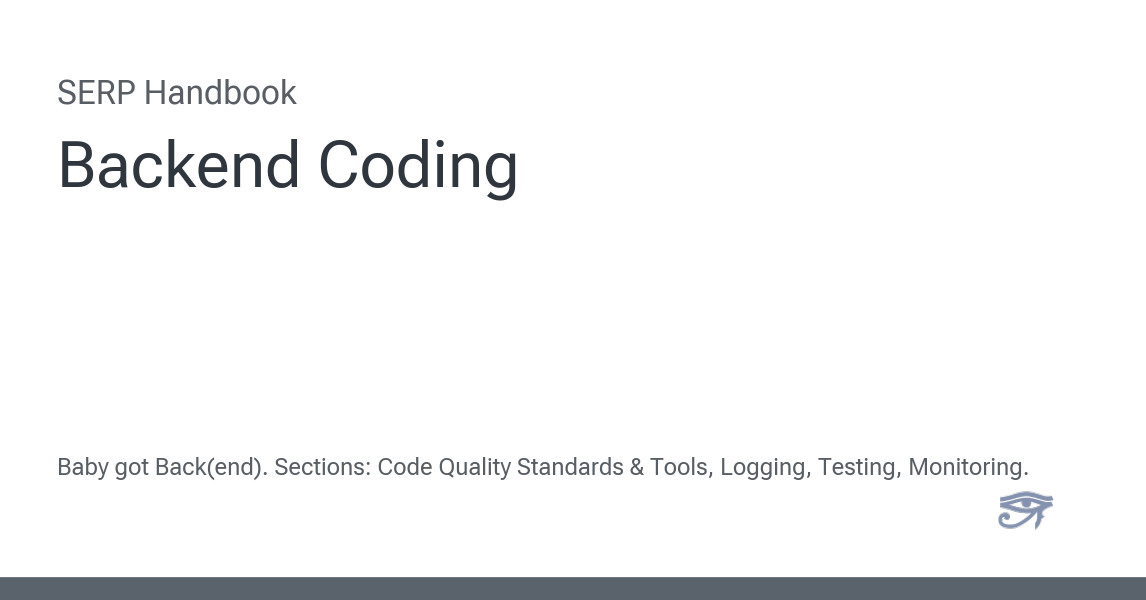 SERP Handbook
Backend Coding
Baby got Back(end). Sections: Code Quality Standards & Tools, Logging, Testing, Monitoring.